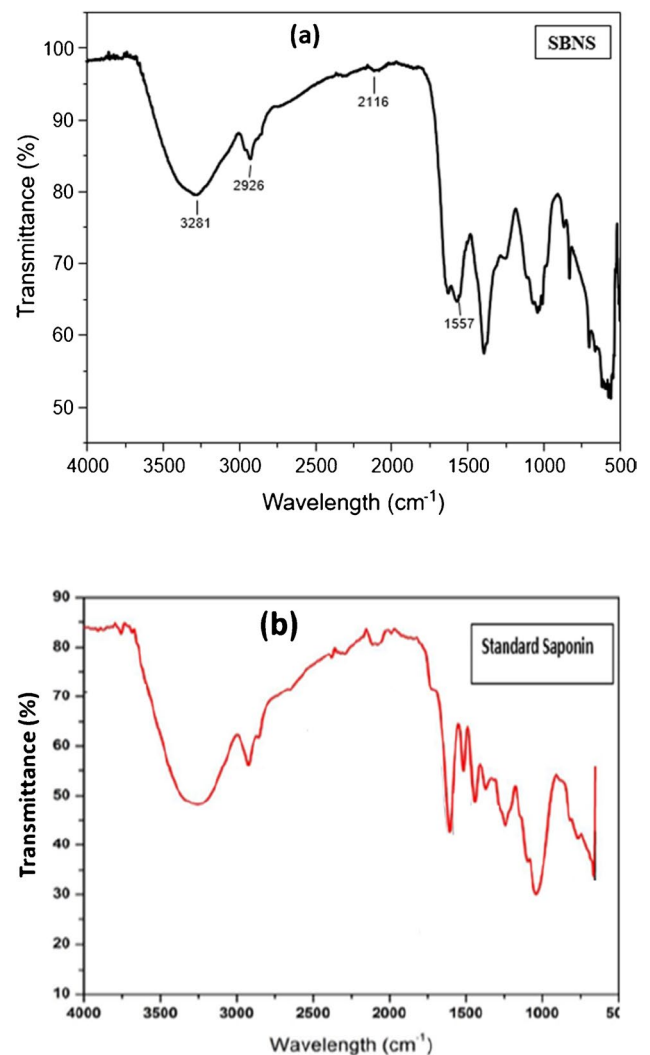 (a)
SBNS
100
90
80
70
60
50
2116
2926
3281
1557
4000 3500 3000 2500 2000 1500 1000 500
Transmittance (%)
Wavelength (cm-1)
(b)
Standard Saponin
90
80
70
60
50
40
30
20
10
4000 3500 3000 2500 2000 1500 1000 50
Transmittance (%)
Wavelength (cm-1)